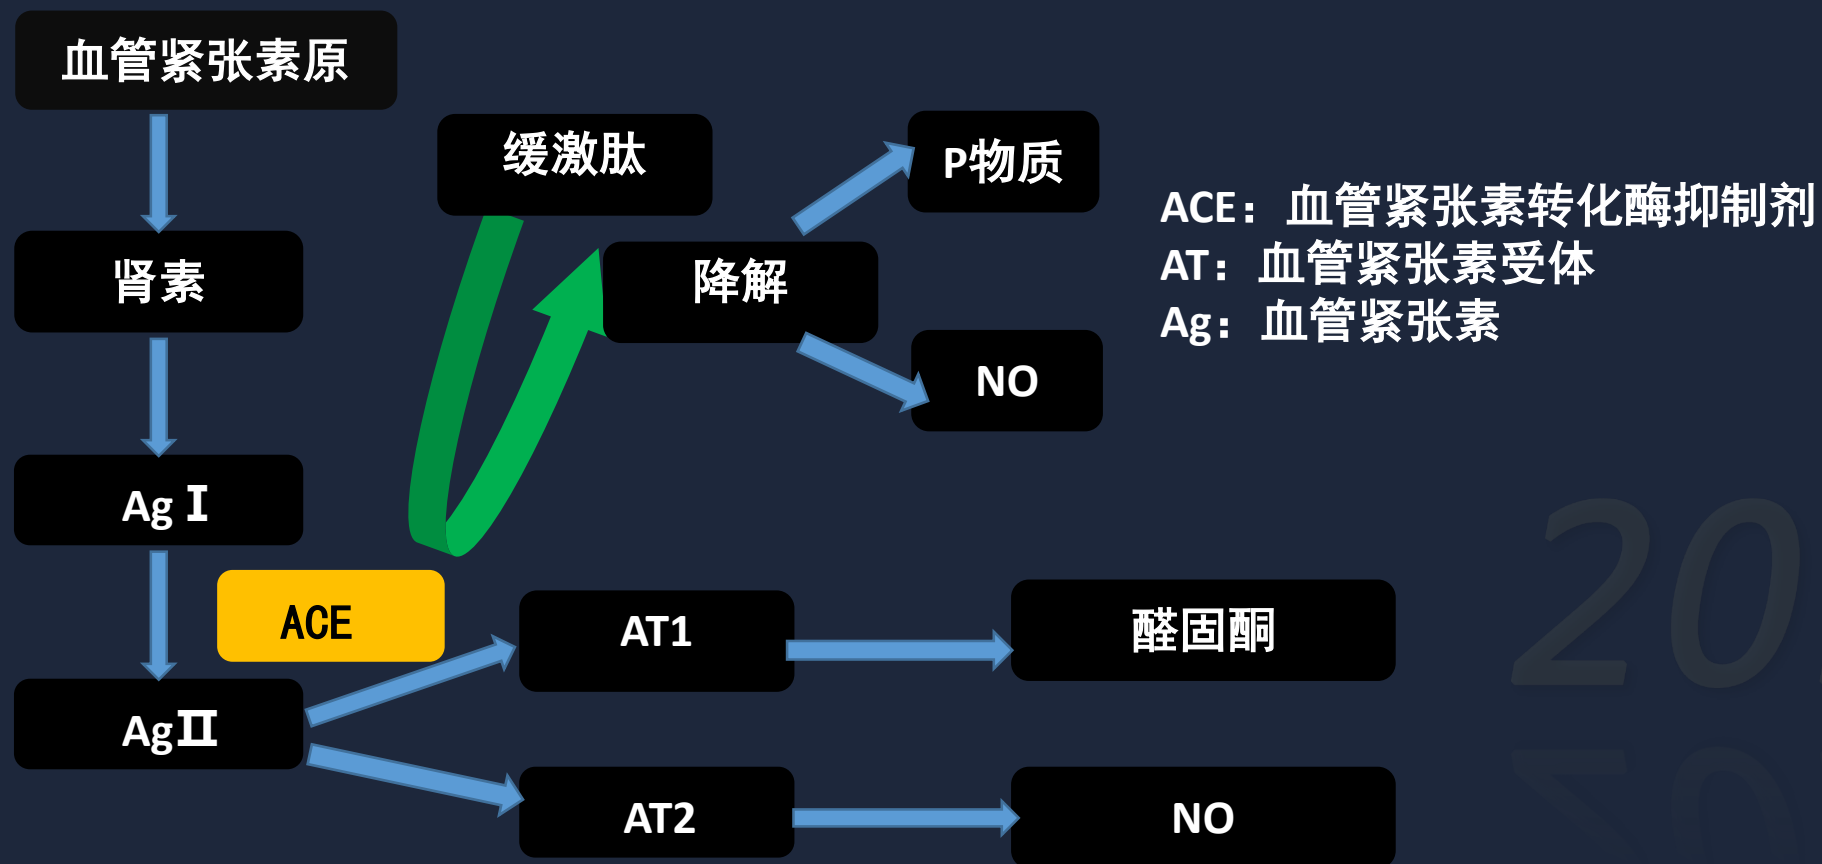 血管紧张素原
缓激肽
P物质
ACE：血管紧张素转化酶抑制剂
AT：血管紧张素受体
Ag：血管紧张素
肾素
降解
NO
Ag Ⅰ
ACE
AT1
醛固酮
AgⅡ
AT2
NO
20